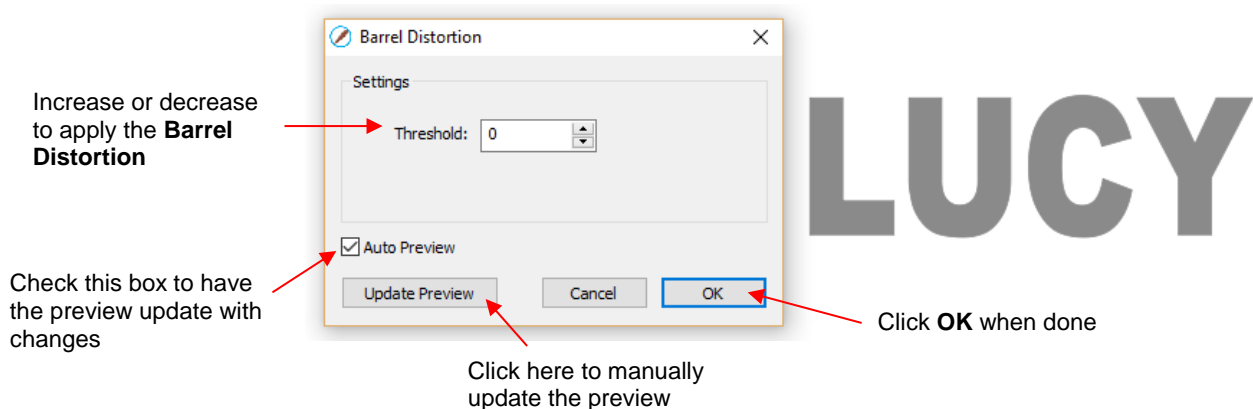 Barrel Distortion
Settings
Increase or decrease
to apply the Barrel
Distortion
Threshold: 0
LUCY
Auto Preview
Check this box to have
the preview update with
changes
Update Preview Cancel OK
Click OK when done
Click here to manually
update the preview